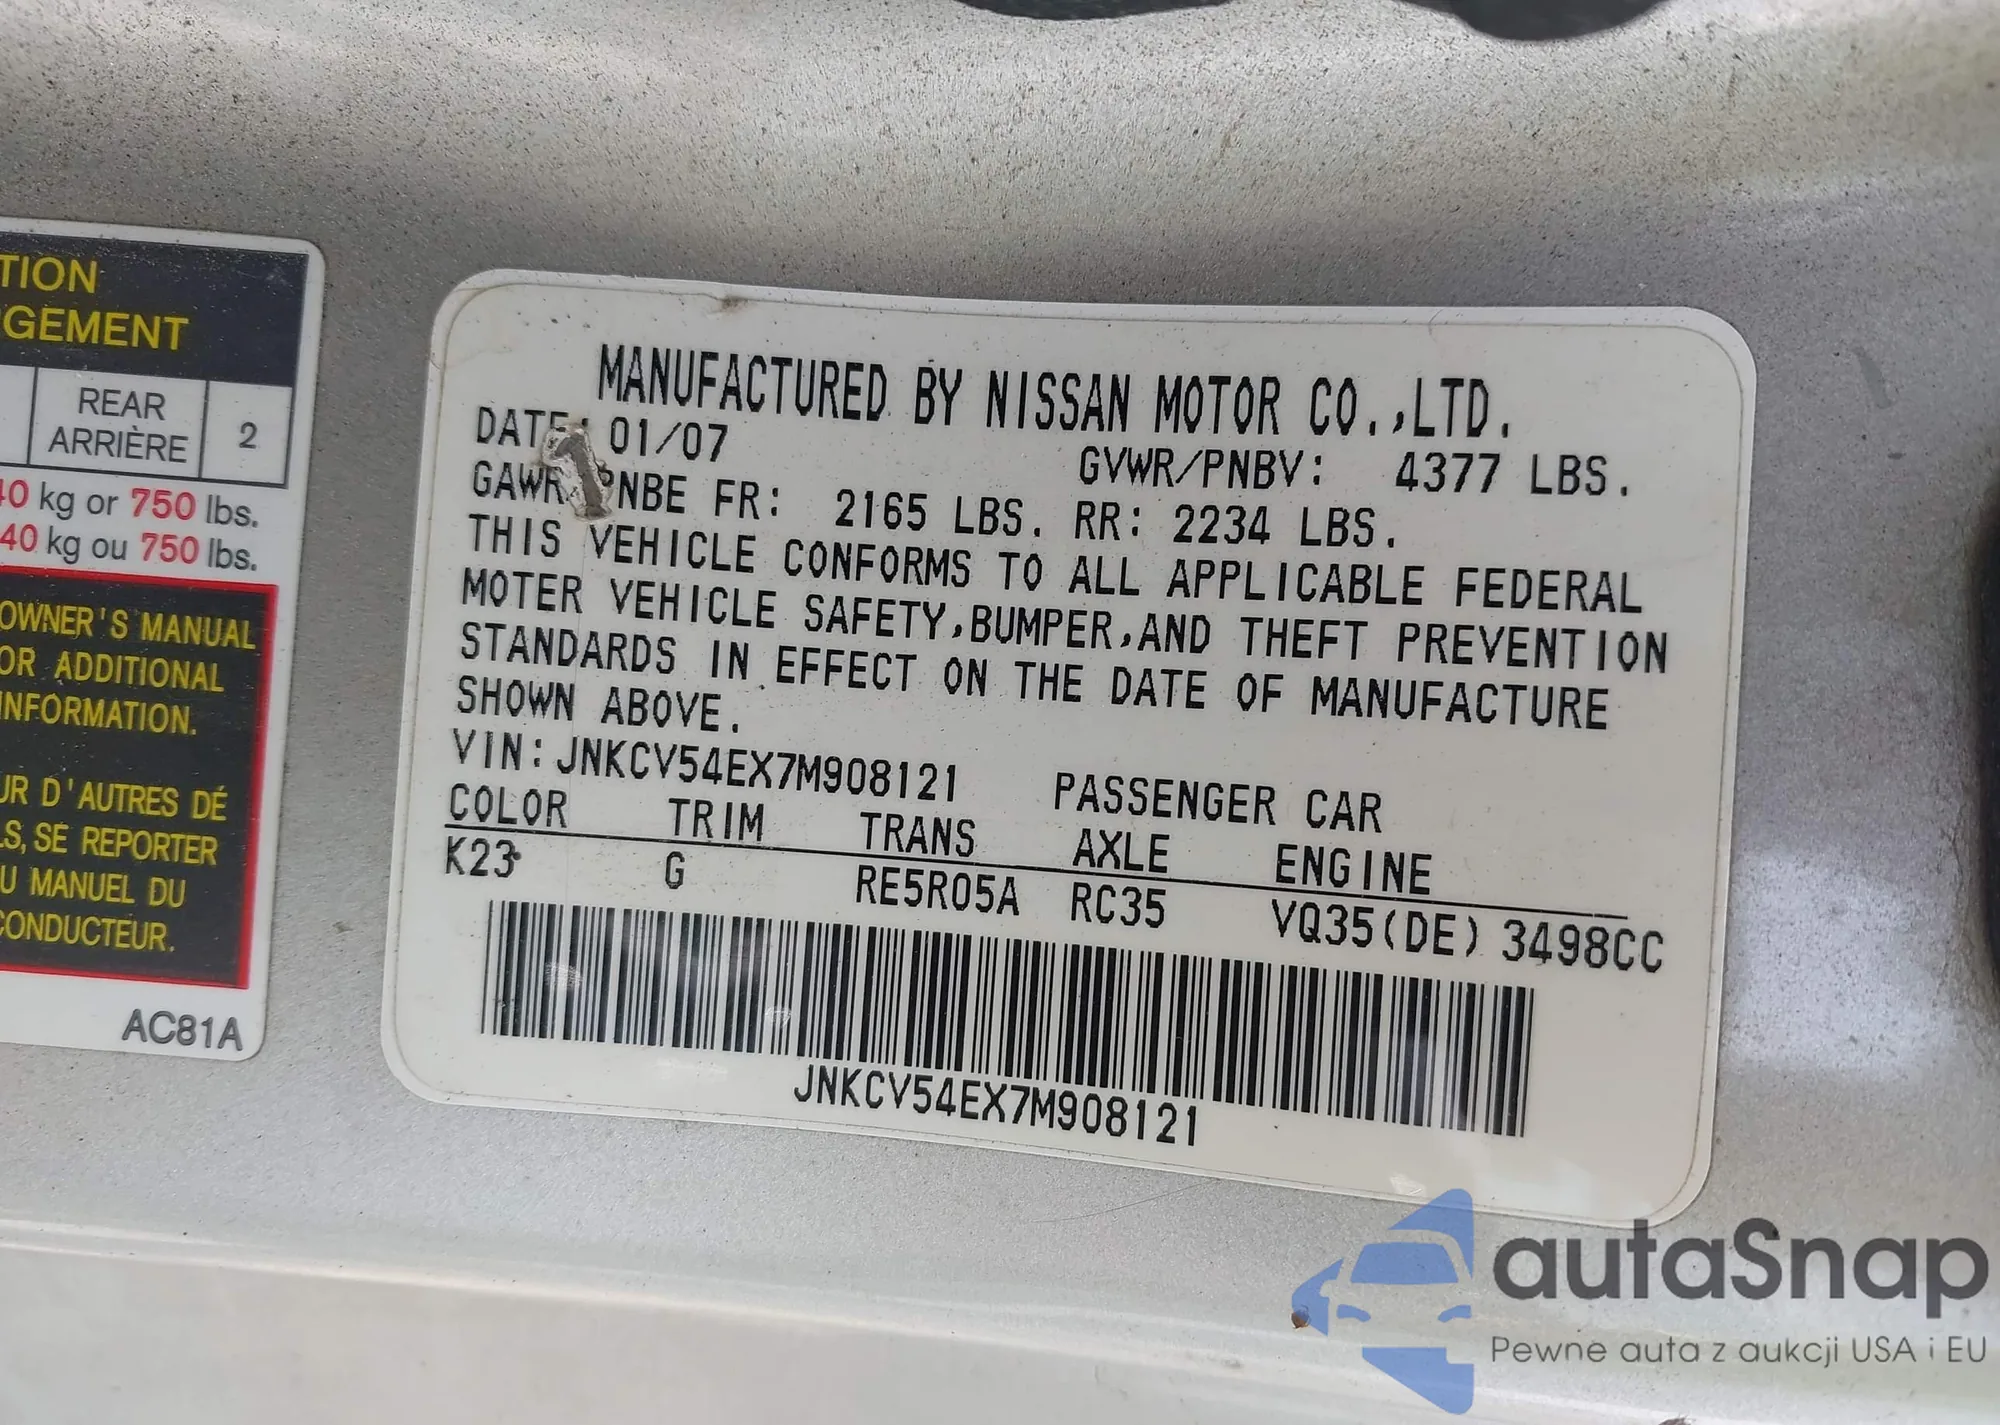 TION
GEMENT
REAR
ARRIÈRE
2
40 kg or 750 lbs.
40 kg ou 750 lbs.
OWNER'S MANUAL
OR ADDITIONAL
INFORMATION.
UR D'AUTRES DÉ
LS, SE REPORTER
U MANUEL DU
CONDUCTEUR.
AC81A
MANUFACTURED BY NISSAN MOTOR CO.,LTD.
DATE: 01/07 GVWR/PNBV: 4377 LBS.
GAWR/PNBE FR: 2165 LBS. RR: 2234 LBS.
THIS VEHICLE CONFORMS TO ALL APPLICABLE FEDERAL
MOTER VEHICLE SAFETY,BUMPER,AND THEFT PREVENTION
STANDARDS IN EFFECT ON THE DATE OF MANUFACTURE
SHOWN ABOVE.
VIN:JNKCV54EX7M908121 PASSENGER CAR
COLOR TRIM TRANS AXLE ENGINE
K23 G RE5R05A RC35 VQ35(DE) 3498CC
JNKCV54EX7M908121
autaSnap
Pewne auta z aukcji USA i EU